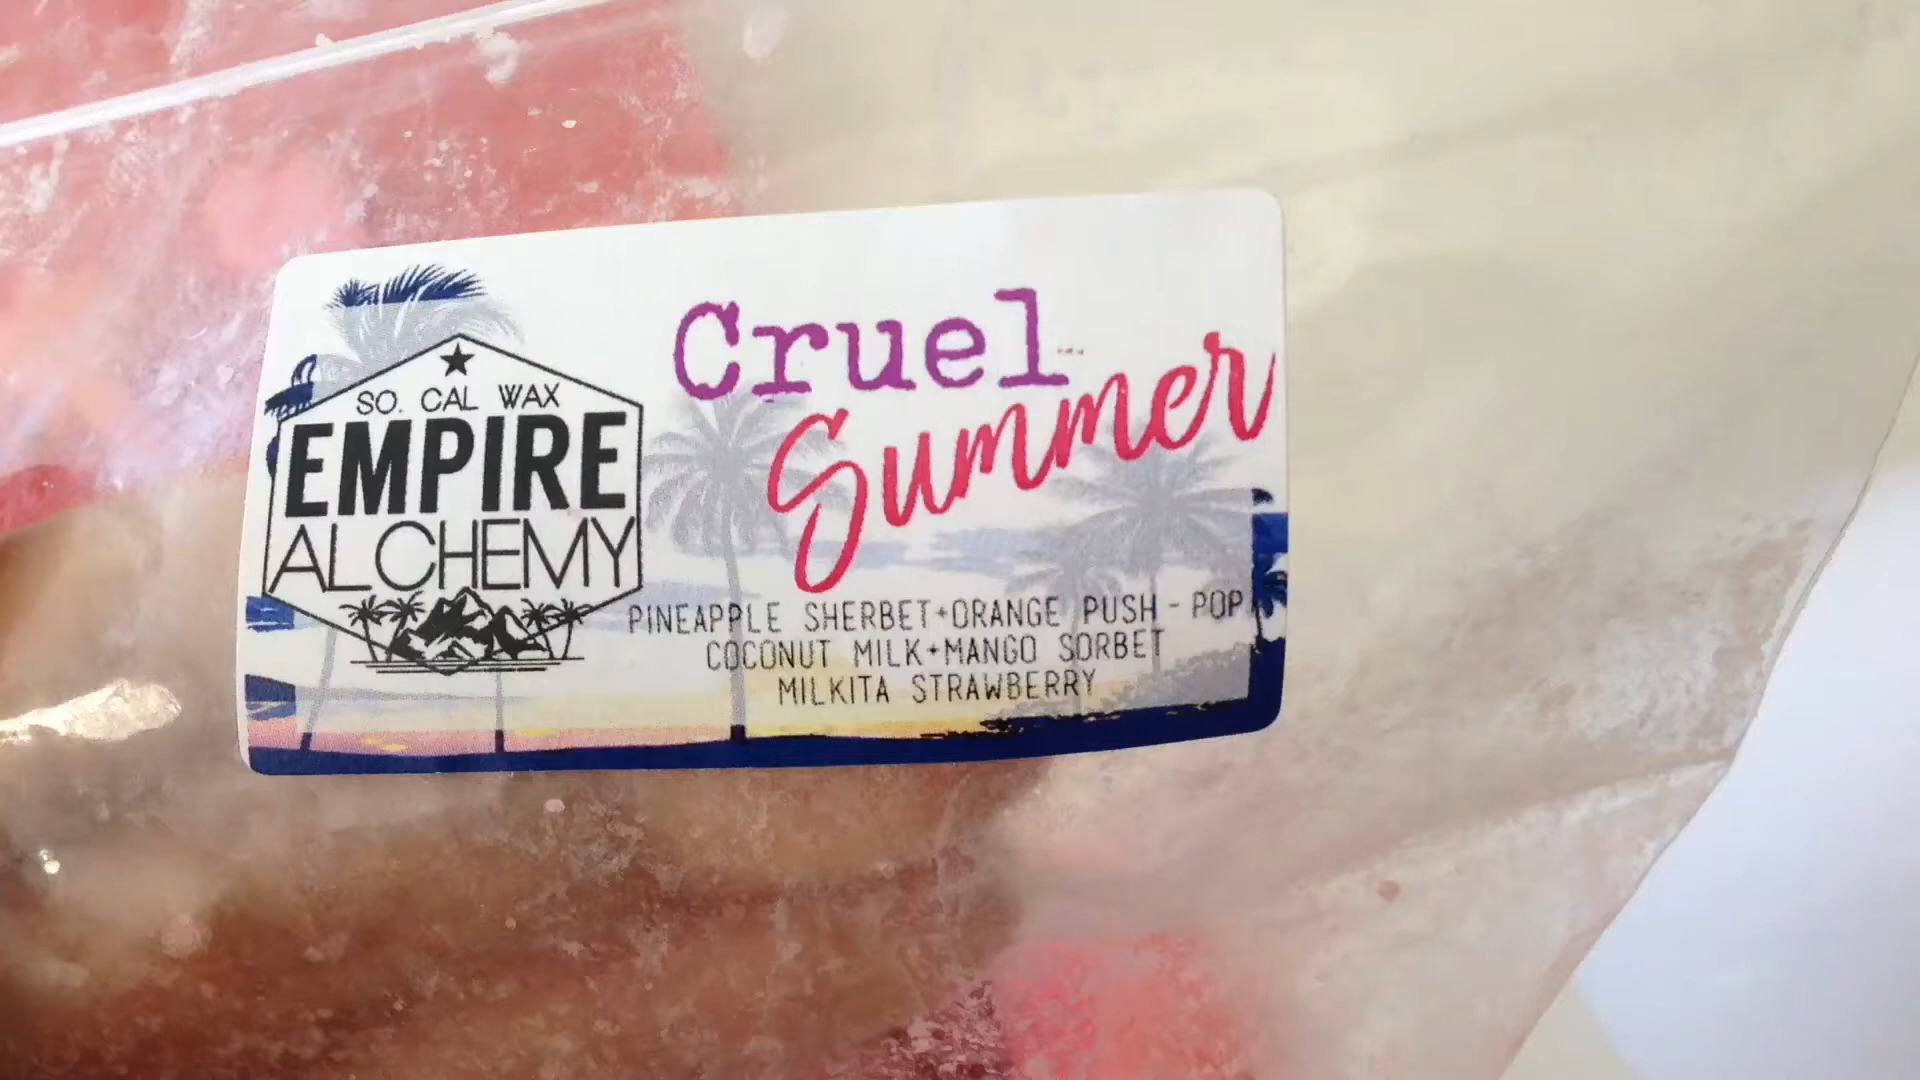 SO. CAL WAX
EMPIRE
ALCHEMY
Cruel
Summer
PINEAPPLE SHERBET+ORANGE PUSH-POP
COCONUT MILK+MANGO SORBET
MILKITA STRAWBERRY